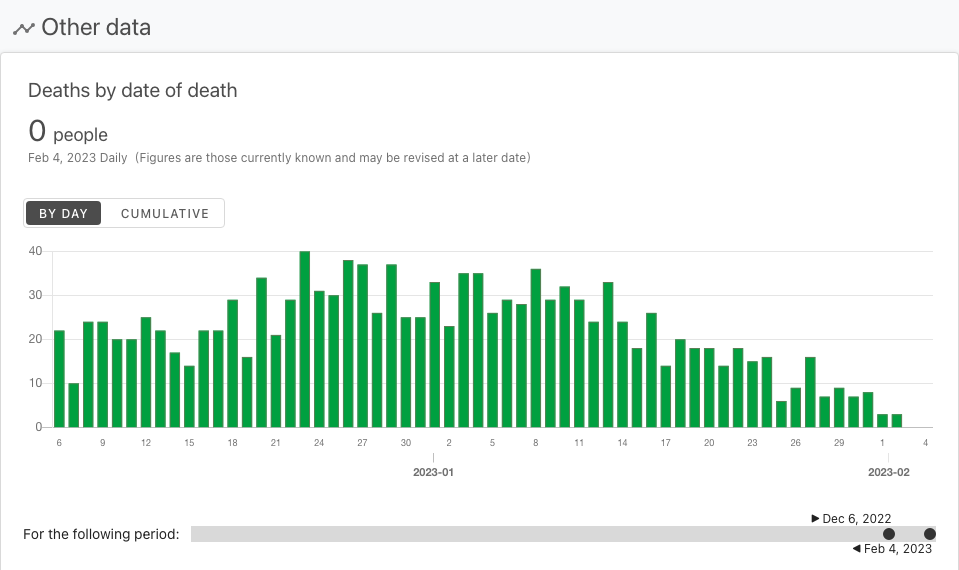 Other data
Deaths by date of death
0 people
Feb 4, 2023 Daily (Figures are those currently known and may be revised at a later date)
BY DAY CUMULATIVE
40
30
20
10
0
6 9 12 15 18 21 24 27 30 2 5 8 11 14 17 20 23 26 29 1 4
2023-01 2023-02
▶ Dec 6, 2022
For the following period:
◀ Feb 4, 2023